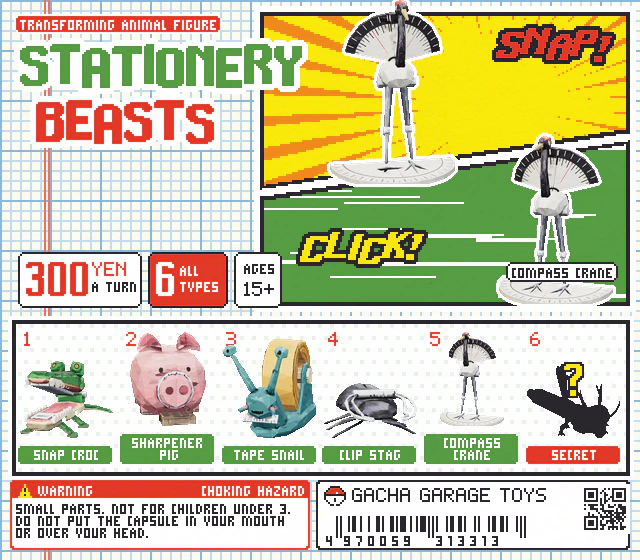 TRANSFORMING ANIMAL FIGURE
STATIONERY
BEASTS
SNAP!
CLICK!
COMPASS CRANE
300 YEN
A TURN
6 ALL
TYPES
AGES
15+
1
2
3
4
5
6
?
SNAP CROC
SHARPENER
PIG
TAPE SNAIL
CLIP STAG
COMPASS
CRANE
SECRET
! WARNING
CHOKING HAZARD
SMALL PARTS. NOT FOR CHILDREN UNDER 3.
DO NOT PUT THE CAPSULE IN YOUR MOUTH
OR OVER YOUR HEAD.
GACHA GARAGE TOYS
4 970059 313313